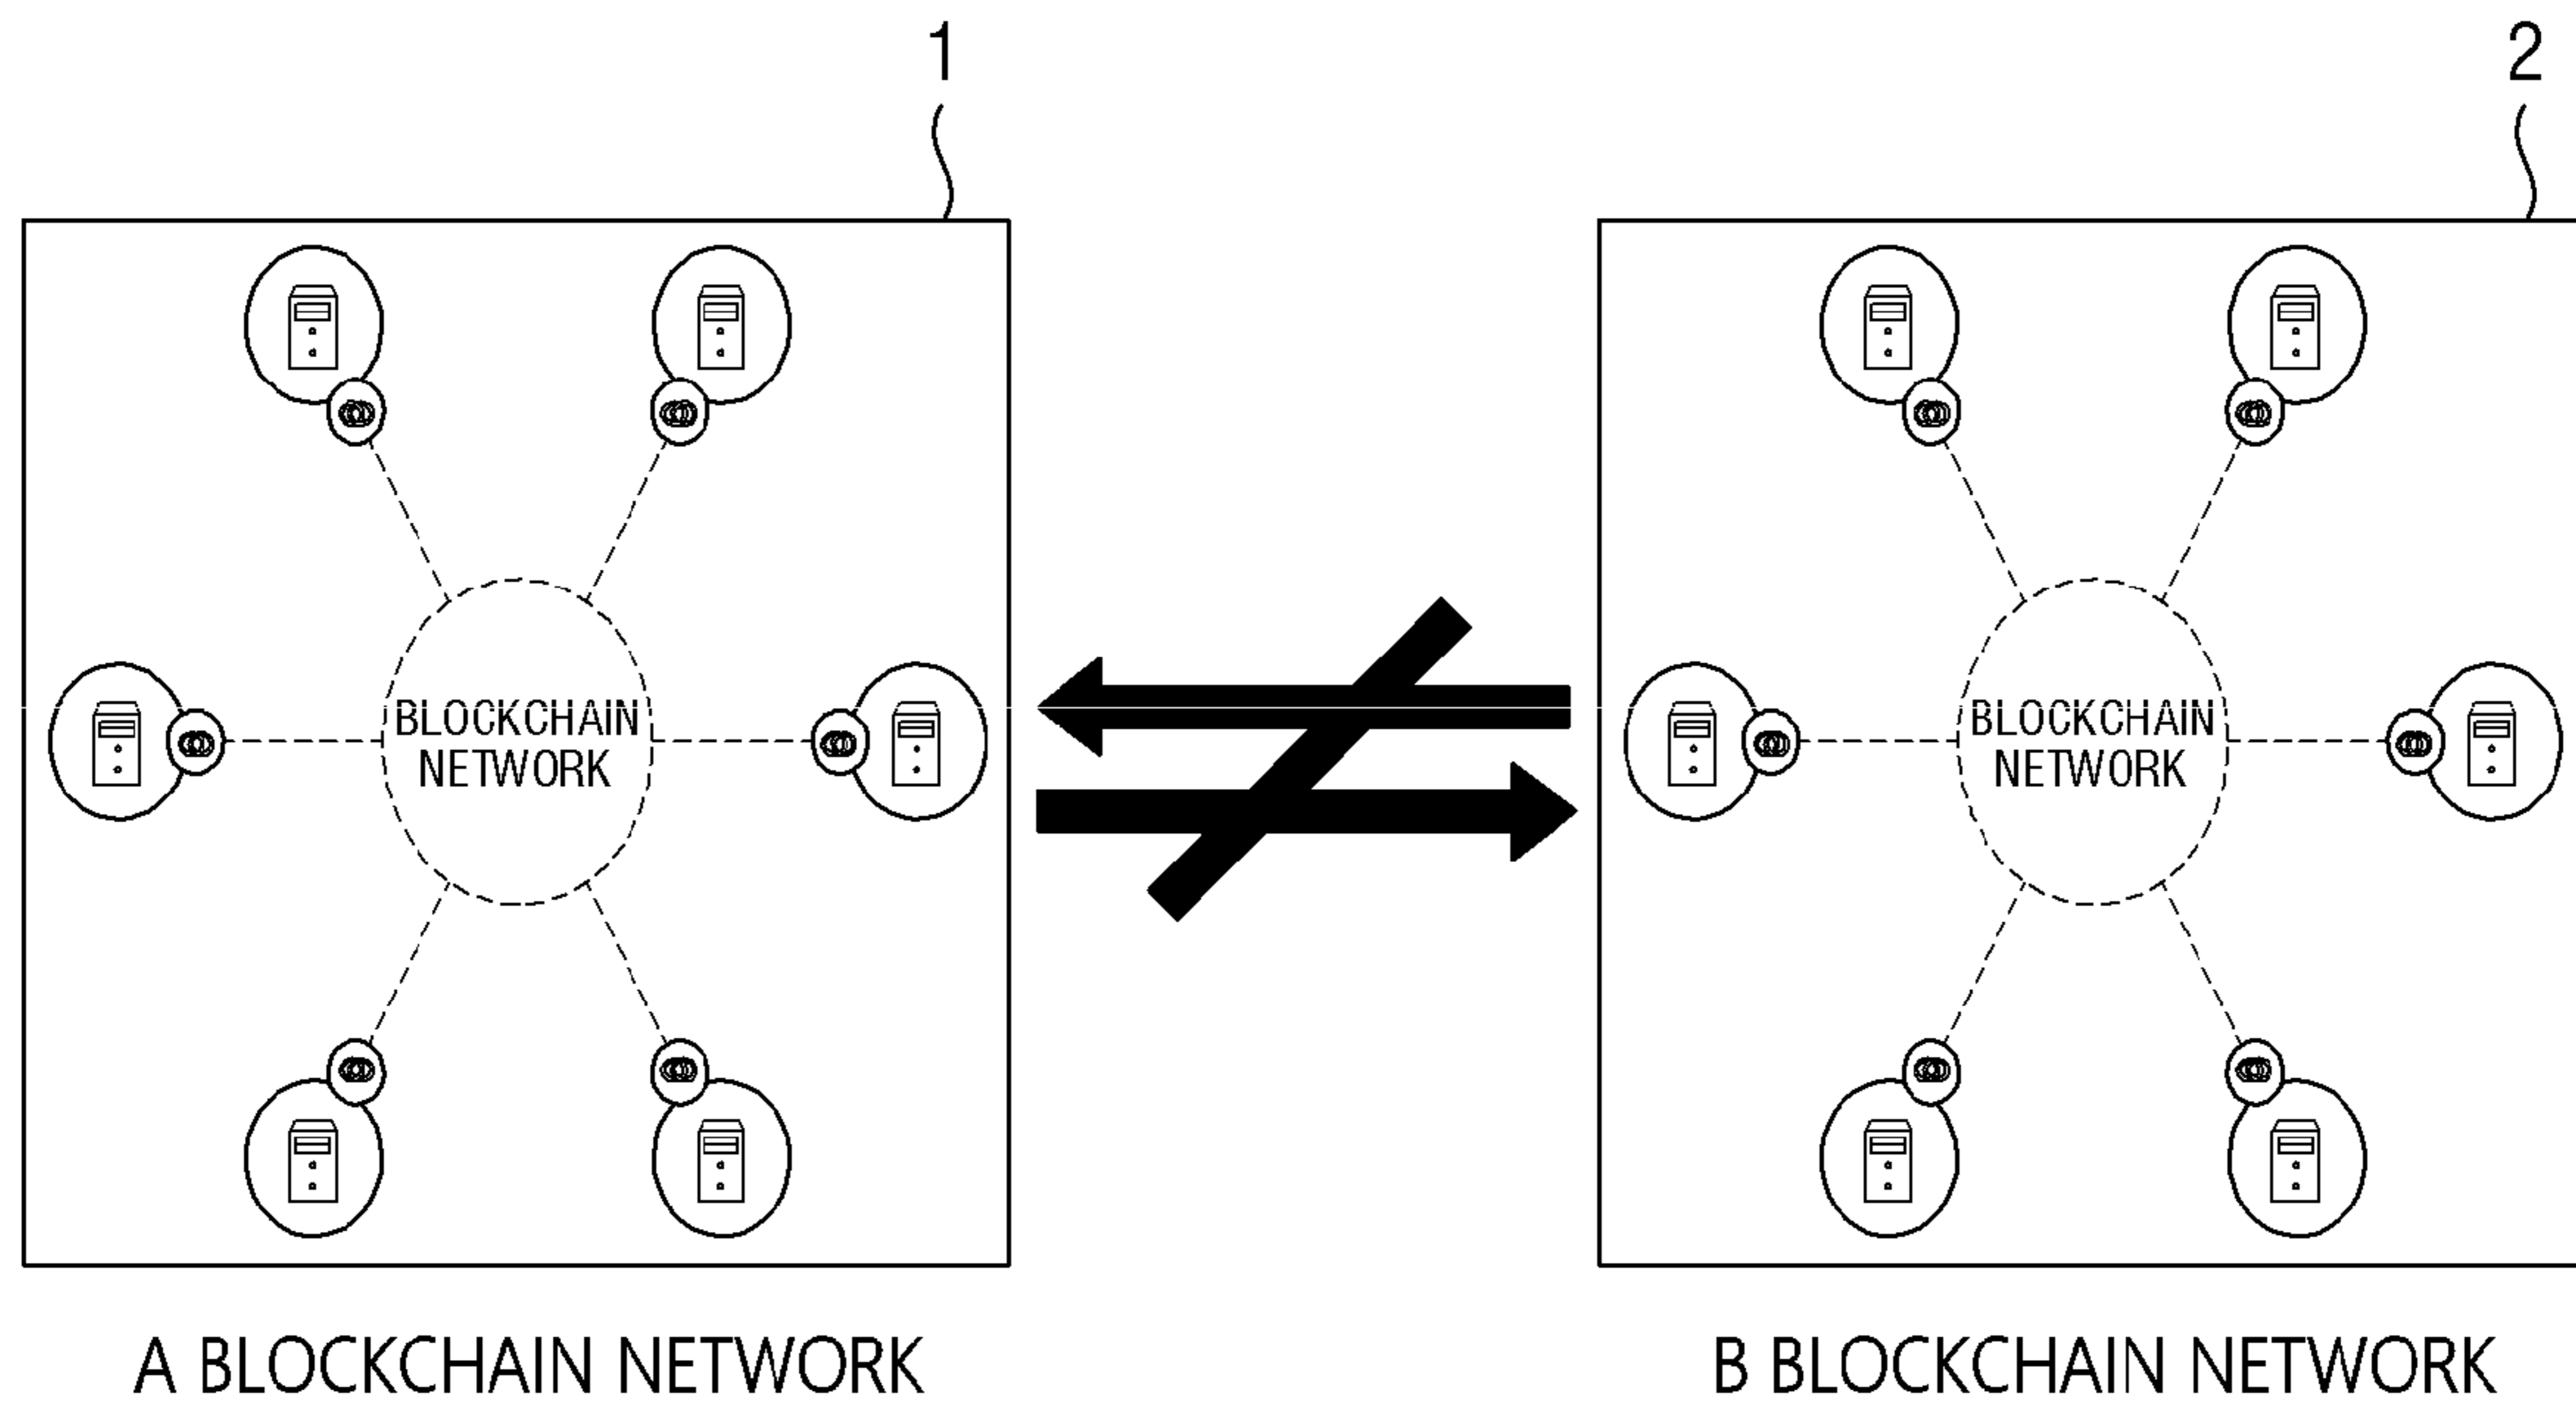 1
2
BLOCKCHAIN
NETWORK
BLOCKCHAIN
NETWORK
A BLOCKCHAIN NETWORK
B BLOCKCHAIN NETWORK